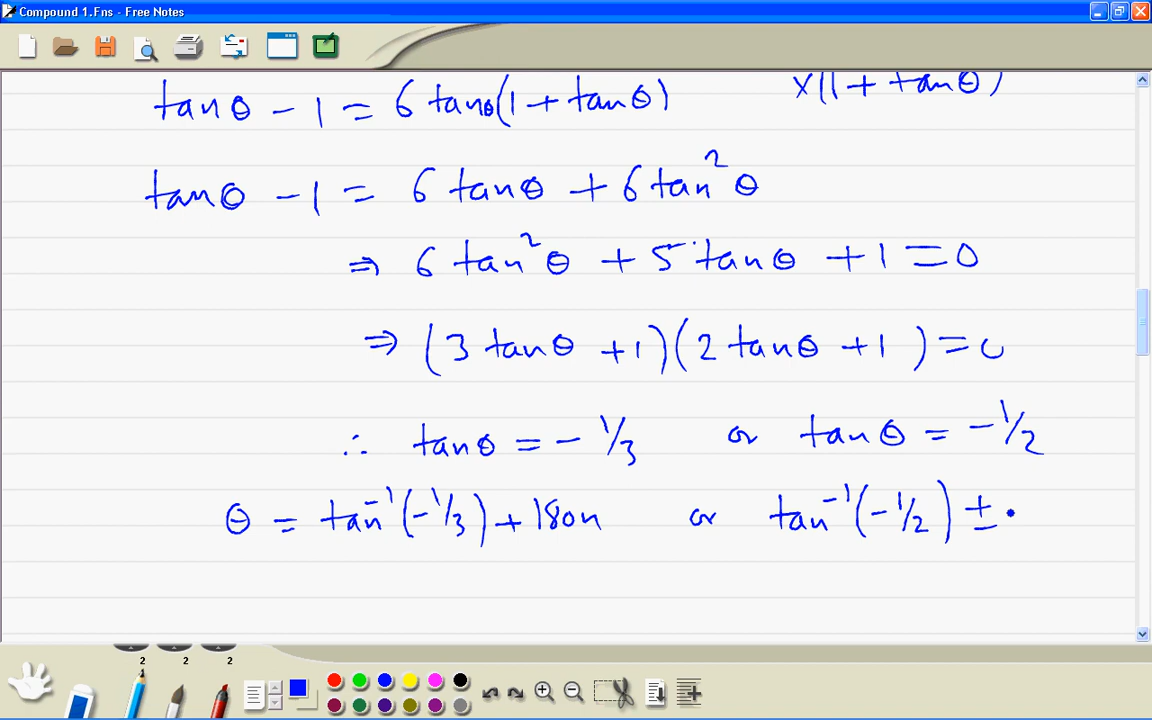 Compound 1.Fns - Free Notes
tanθ - 1 = 6 tanθ(1 + tanθ) x(1 + tanθ)
tanθ - 1 = 6 tanθ + 6 tan²θ
⇒ 6 tan²θ + 5 tanθ + 1 = 0
⇒ (3 tanθ + 1)(2 tanθ + 1) = 0
∴ tanθ = - 1/3 or tanθ = - 1/2
θ = tan⁻¹(-1/3) + 180n or tan⁻¹(-1/2) ±
2 2 2